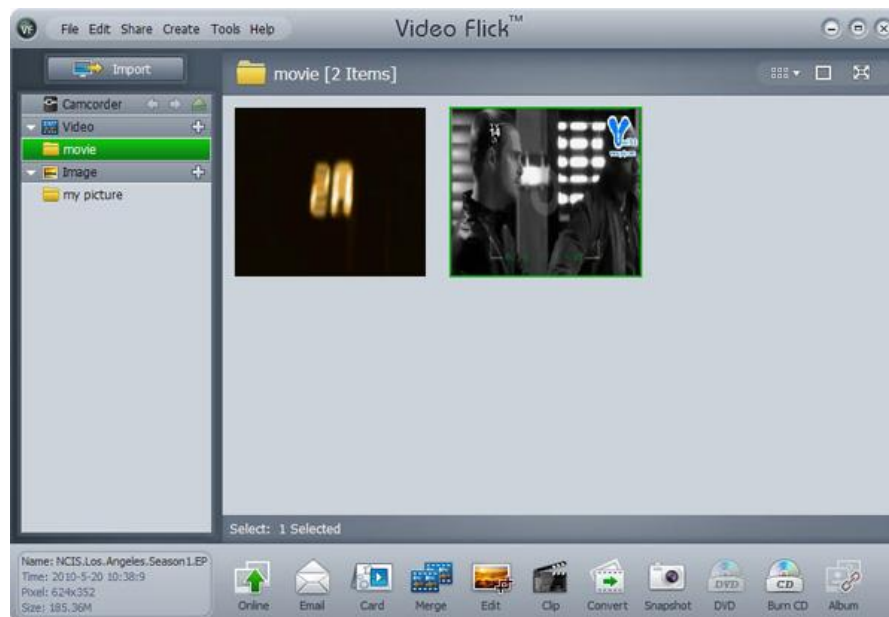 VF
File Edit Share Create Tools Help
Video Flick™
Import
movie [2 Items]
Camcorder
Video
movie
Image
my picture
Select: 1 Selected
Name: NCIS.Los.Angeles.Season1.EP
Time: 2010-5-20 10:38:9
Pixel: 624x352
Size: 185.36M
Online
Email
Card
Merge
Edit
Clip
Convert
Snapshot
DVD
DVD
CD
Burn CD
Album